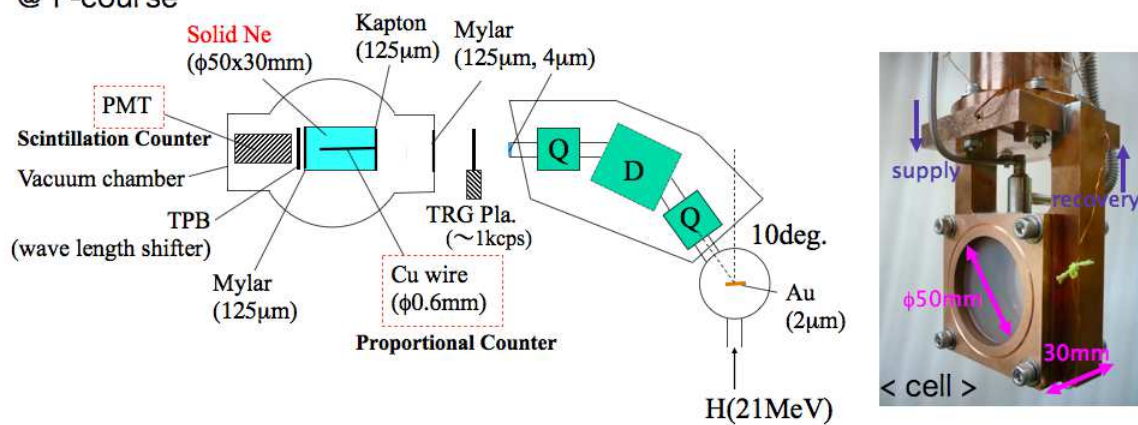 Solid Ne
(φ50x30mm)
Kapton
(125μm)
Mylar
(125μm, 4μm)
PMT
Scintillation Counter
Vacuum chamber
TPB
(wave length shifter)
Mylar
(125μm)
Cu wire
(φ0.6mm)
Proportional Counter
TRG Pla.
(～1kcps)
Q
D
Q
10deg.
Au
(2μm)
H(21MeV)
supply
recovery
φ50mm
30mm
< cell >